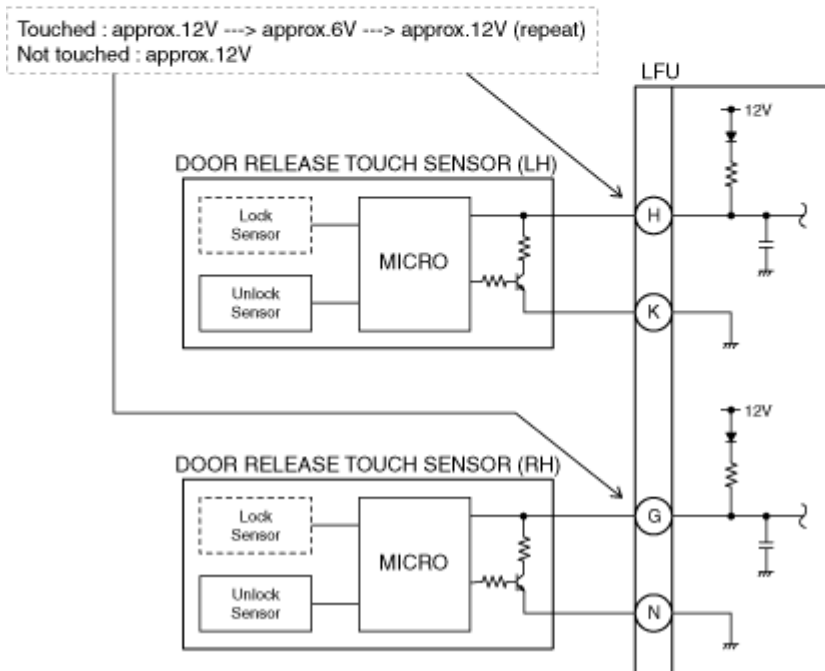 Touched : approx.12V ---> approx.6V ---> approx.12V (repeat)
Not touched : approx.12V
LFU
12V
DOOR RELEASE TOUCH SENSOR (LH)
Lock
Sensor
MICRO
H
Unlock
Sensor
K
12V
DOOR RELEASE TOUCH SENSOR (RH)
Lock
Sensor
MICRO
G
Unlock
Sensor
N